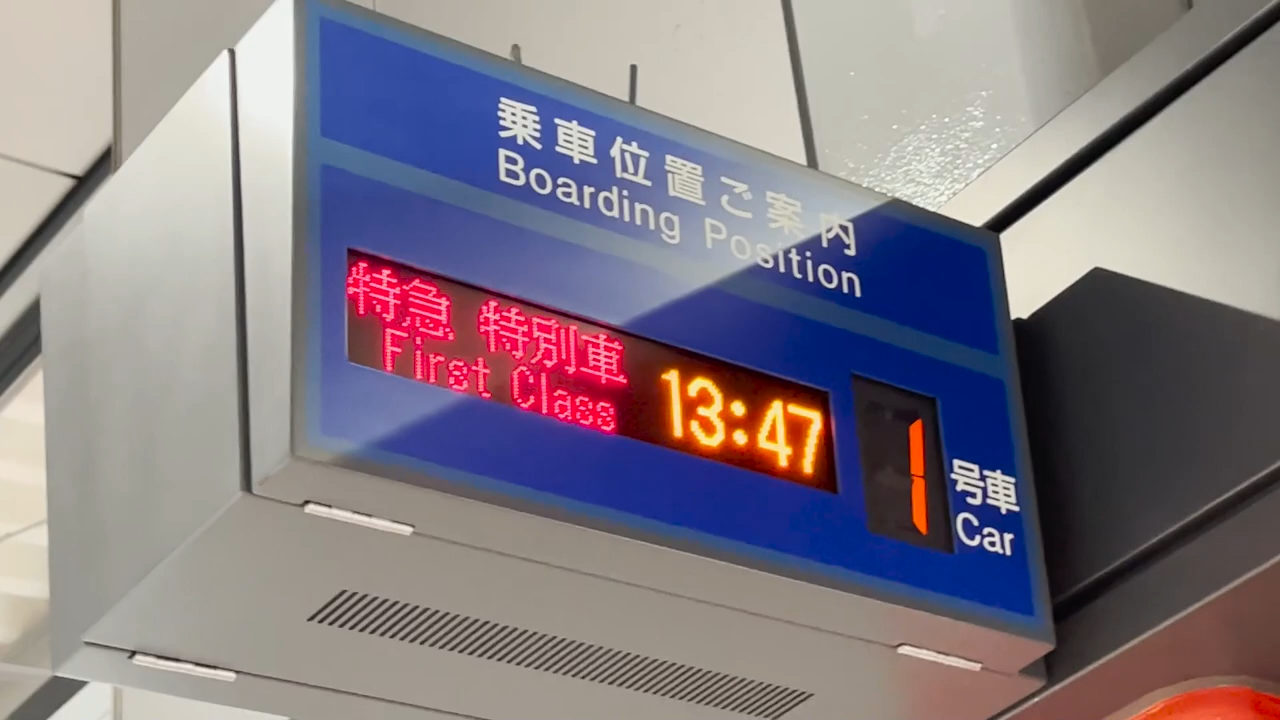 乗車位置ご案内
Boarding Position
特急 特別車 13:47
First Class
1 号車
Car